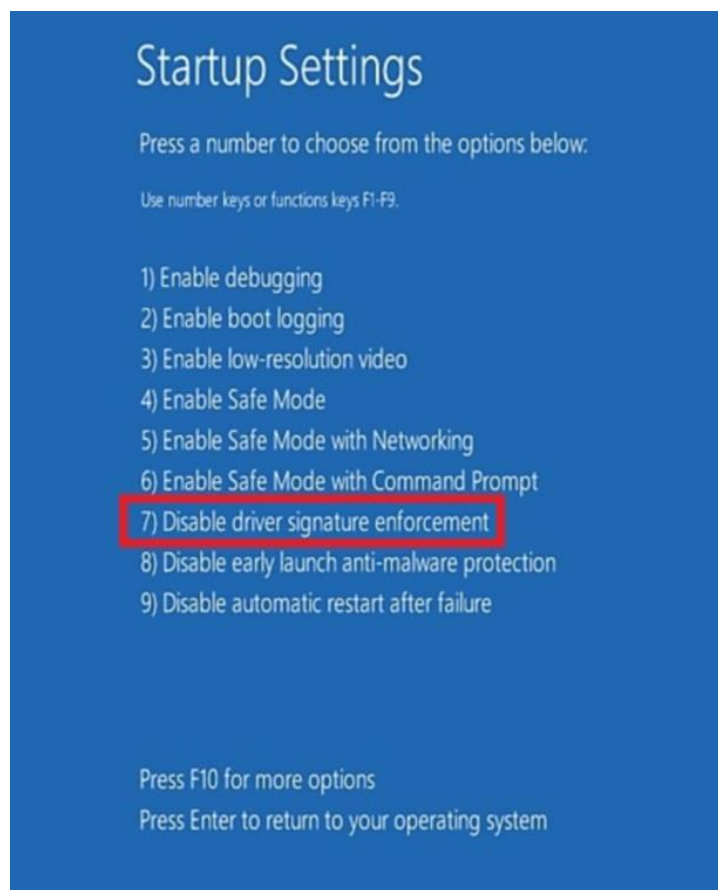 Startup Settings
Press a number to choose from the options below:
Use number keys or functions keys F1-F9.
1) Enable debugging
2) Enable boot logging
3) Enable low-resolution video
4) Enable Safe Mode
5) Enable Safe Mode with Networking
6) Enable Safe Mode with Command Prompt
7) Disable driver signature enforcement
8) Disable early launch anti-malware protection
9) Disable automatic restart after failure
Press F10 for more options
Press Enter to return to your operating system